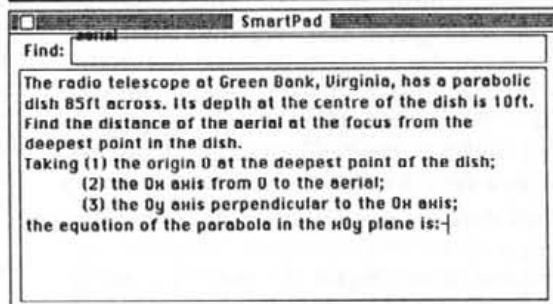 SmartPad
aerial
Find:
The radio telescope at Green Bank, Virginia, has a parabolic
dish 85ft across. Its depth at the centre of the dish is 10ft.
Find the distance of the aerial at the focus from the
deepest point in the dish.
Taking (1) the origin O at the deepest point of the dish;
(2) the Ox axis from O to the aerial;
(3) the Oy axis perpendicular to the Ox axis;
the equation of the parabola in the xOy plane is:-